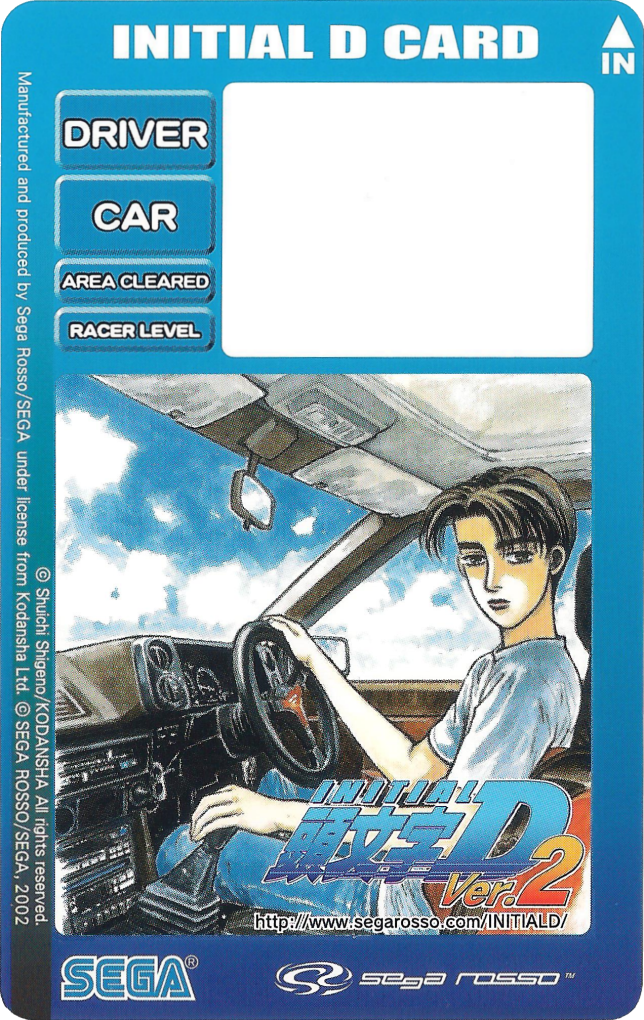 INITIAL D CARD
IN
DRIVER
CAR
AREA CLEARED
RACER LEVEL
Manufactured and produced by Sega Rosso/SEGA under license from Kodansha Ltd. © SEGA ROSSO/SEGA, 2002
© Shuichi Shigeno/KODANSHA All rights reserved.
INITIAL
頭文字D
Ver.2
http://www.segarosso.com/INITIALD/
SEGA®
sega rosso™